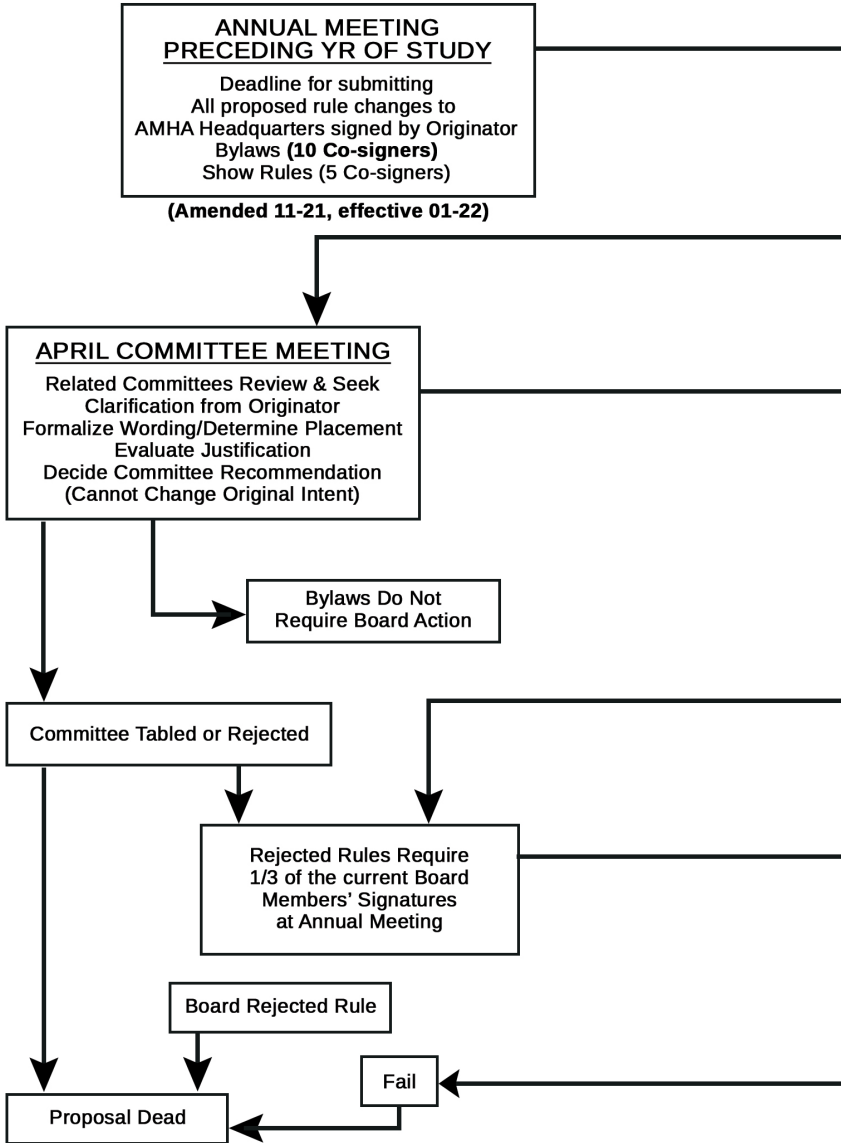 ANNUAL MEETING
PRECEDING YR OF STUDY
Deadline for submitting
All proposed rule changes to
AMHA Headquarters signed by Originator
Bylaws (10 Co-signers)
Show Rules (5 Co-signers)
(Amended 11-21, effective 01-22)
APRIL COMMITTEE MEETING
Related Committees Review & Seek
Clarification from Originator
Formalize Wording/Determine Placement
Evaluate Justification
Decide Committee Recommendation
(Cannot Change Original Intent)
Bylaws Do Not
Require Board Action
Committee Tabled or Rejected
Rejected Rules Require
1/3 of the current Board
Members’ Signatures
at Annual Meeting
Board Rejected Rule
Fail
Proposal Dead